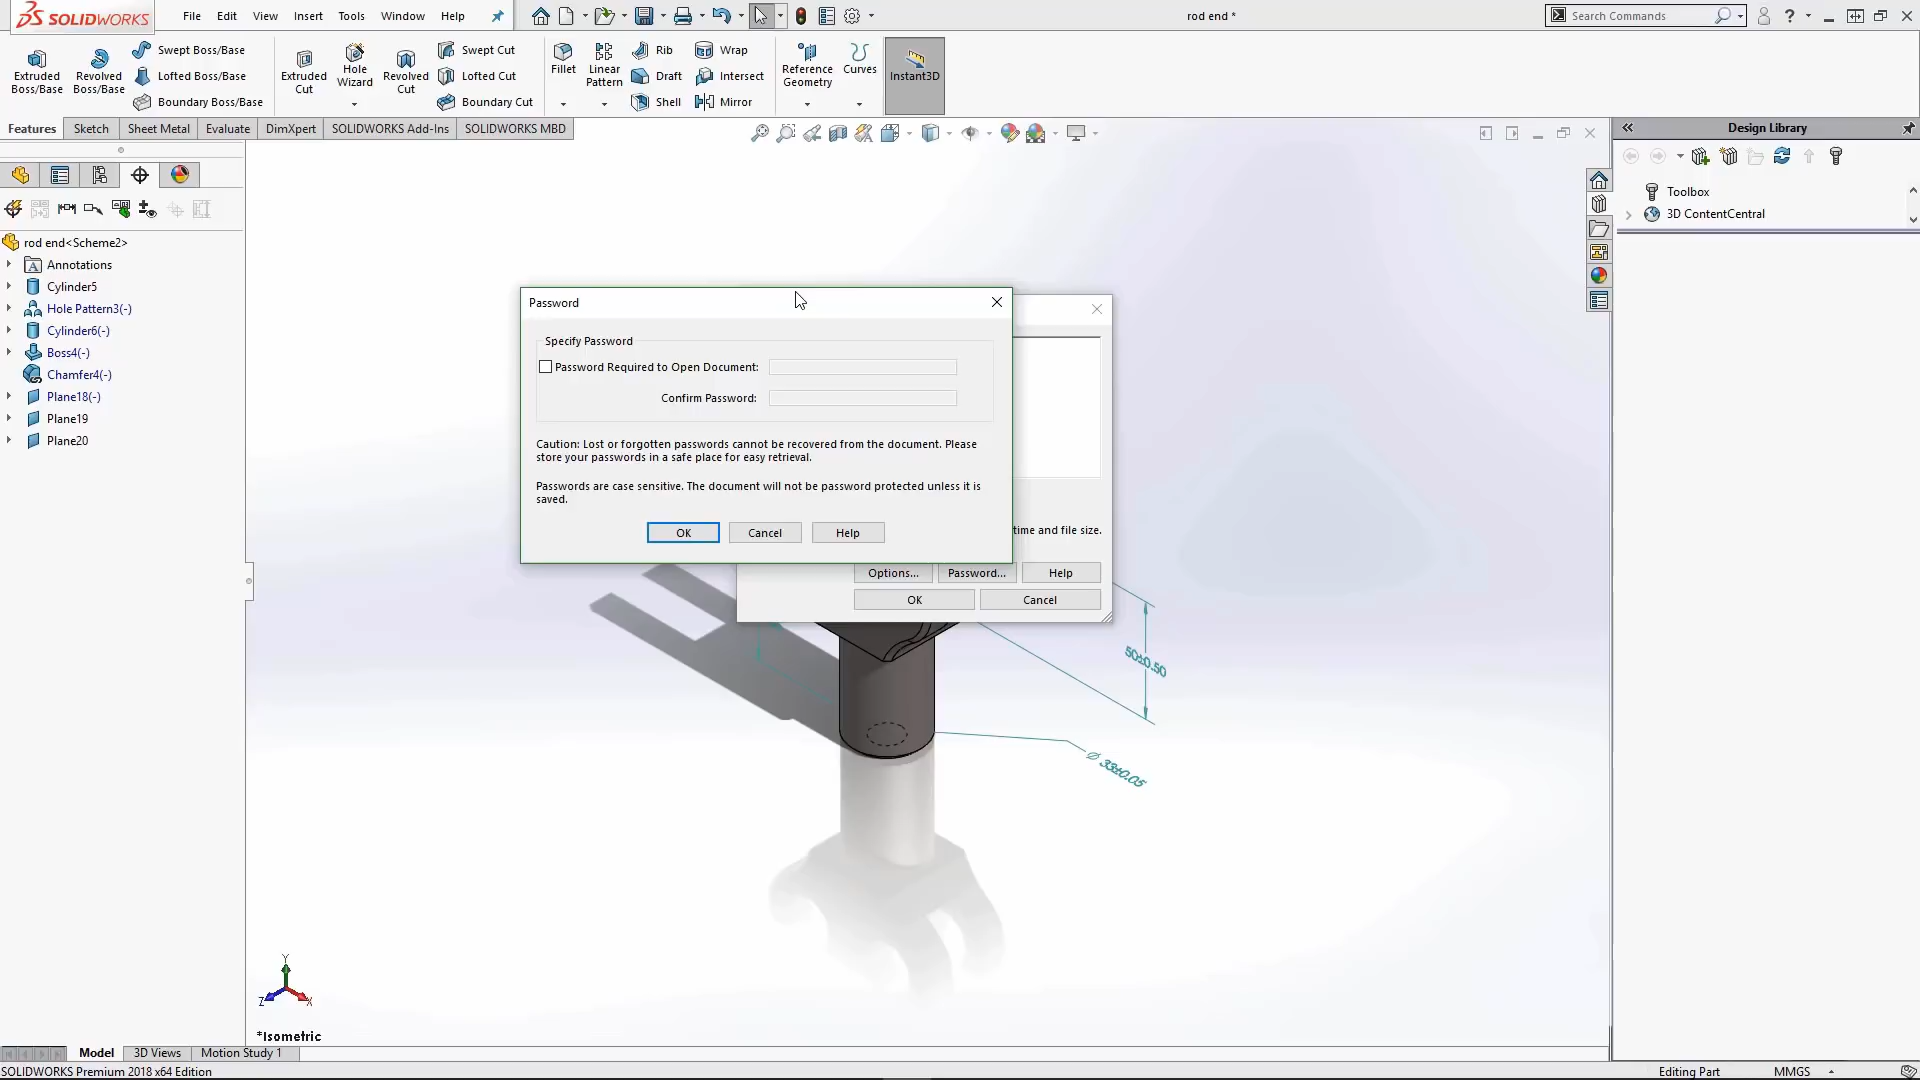 SOLIDWORKS
File Edit View Insert Tools Window Help
rod end *
Search Commands
Extruded Boss/Base
Revolved Boss/Base
Swept Boss/Base
Lofted Boss/Base
Boundary Boss/Base
Extruded Cut
Hole Wizard
Revolved Cut
Swept Cut
Lofted Cut
Boundary Cut
Fillet
Linear Pattern
Rib
Draft
Shell
Wrap
Intersect
Mirror
Reference Geometry
Curves
Instant3D
Features Sketch Sheet Metal Evaluate DimXpert SOLIDWORKS Add-Ins SOLIDWORKS MBD
Design Library
Toolbox
3D ContentCentral
rod end<Scheme2>
Annotations
Cylinder5
Hole Pattern3(-)
Cylinder6(-)
Boss4(-)
Chamfer4(-)
Plane18(-)
Plane19
Plane20
Password
Specify Password
Password Required to Open Document:
Confirm Password:
Caution: Lost or forgotten passwords cannot be recovered from the document. Please
store your passwords in a safe place for easy retrieval.
Passwords are case sensitive. The document will not be password protected unless it is
saved.
OK Cancel Help
time and file size.
Options... Password... Help
OK Cancel
50±0.50
∅ 33±0.05
Y
Z X
*Isometric
Model 3D Views Motion Study 1
SOLIDWORKS Premium 2018 x64 Edition
Editing Part MMGS